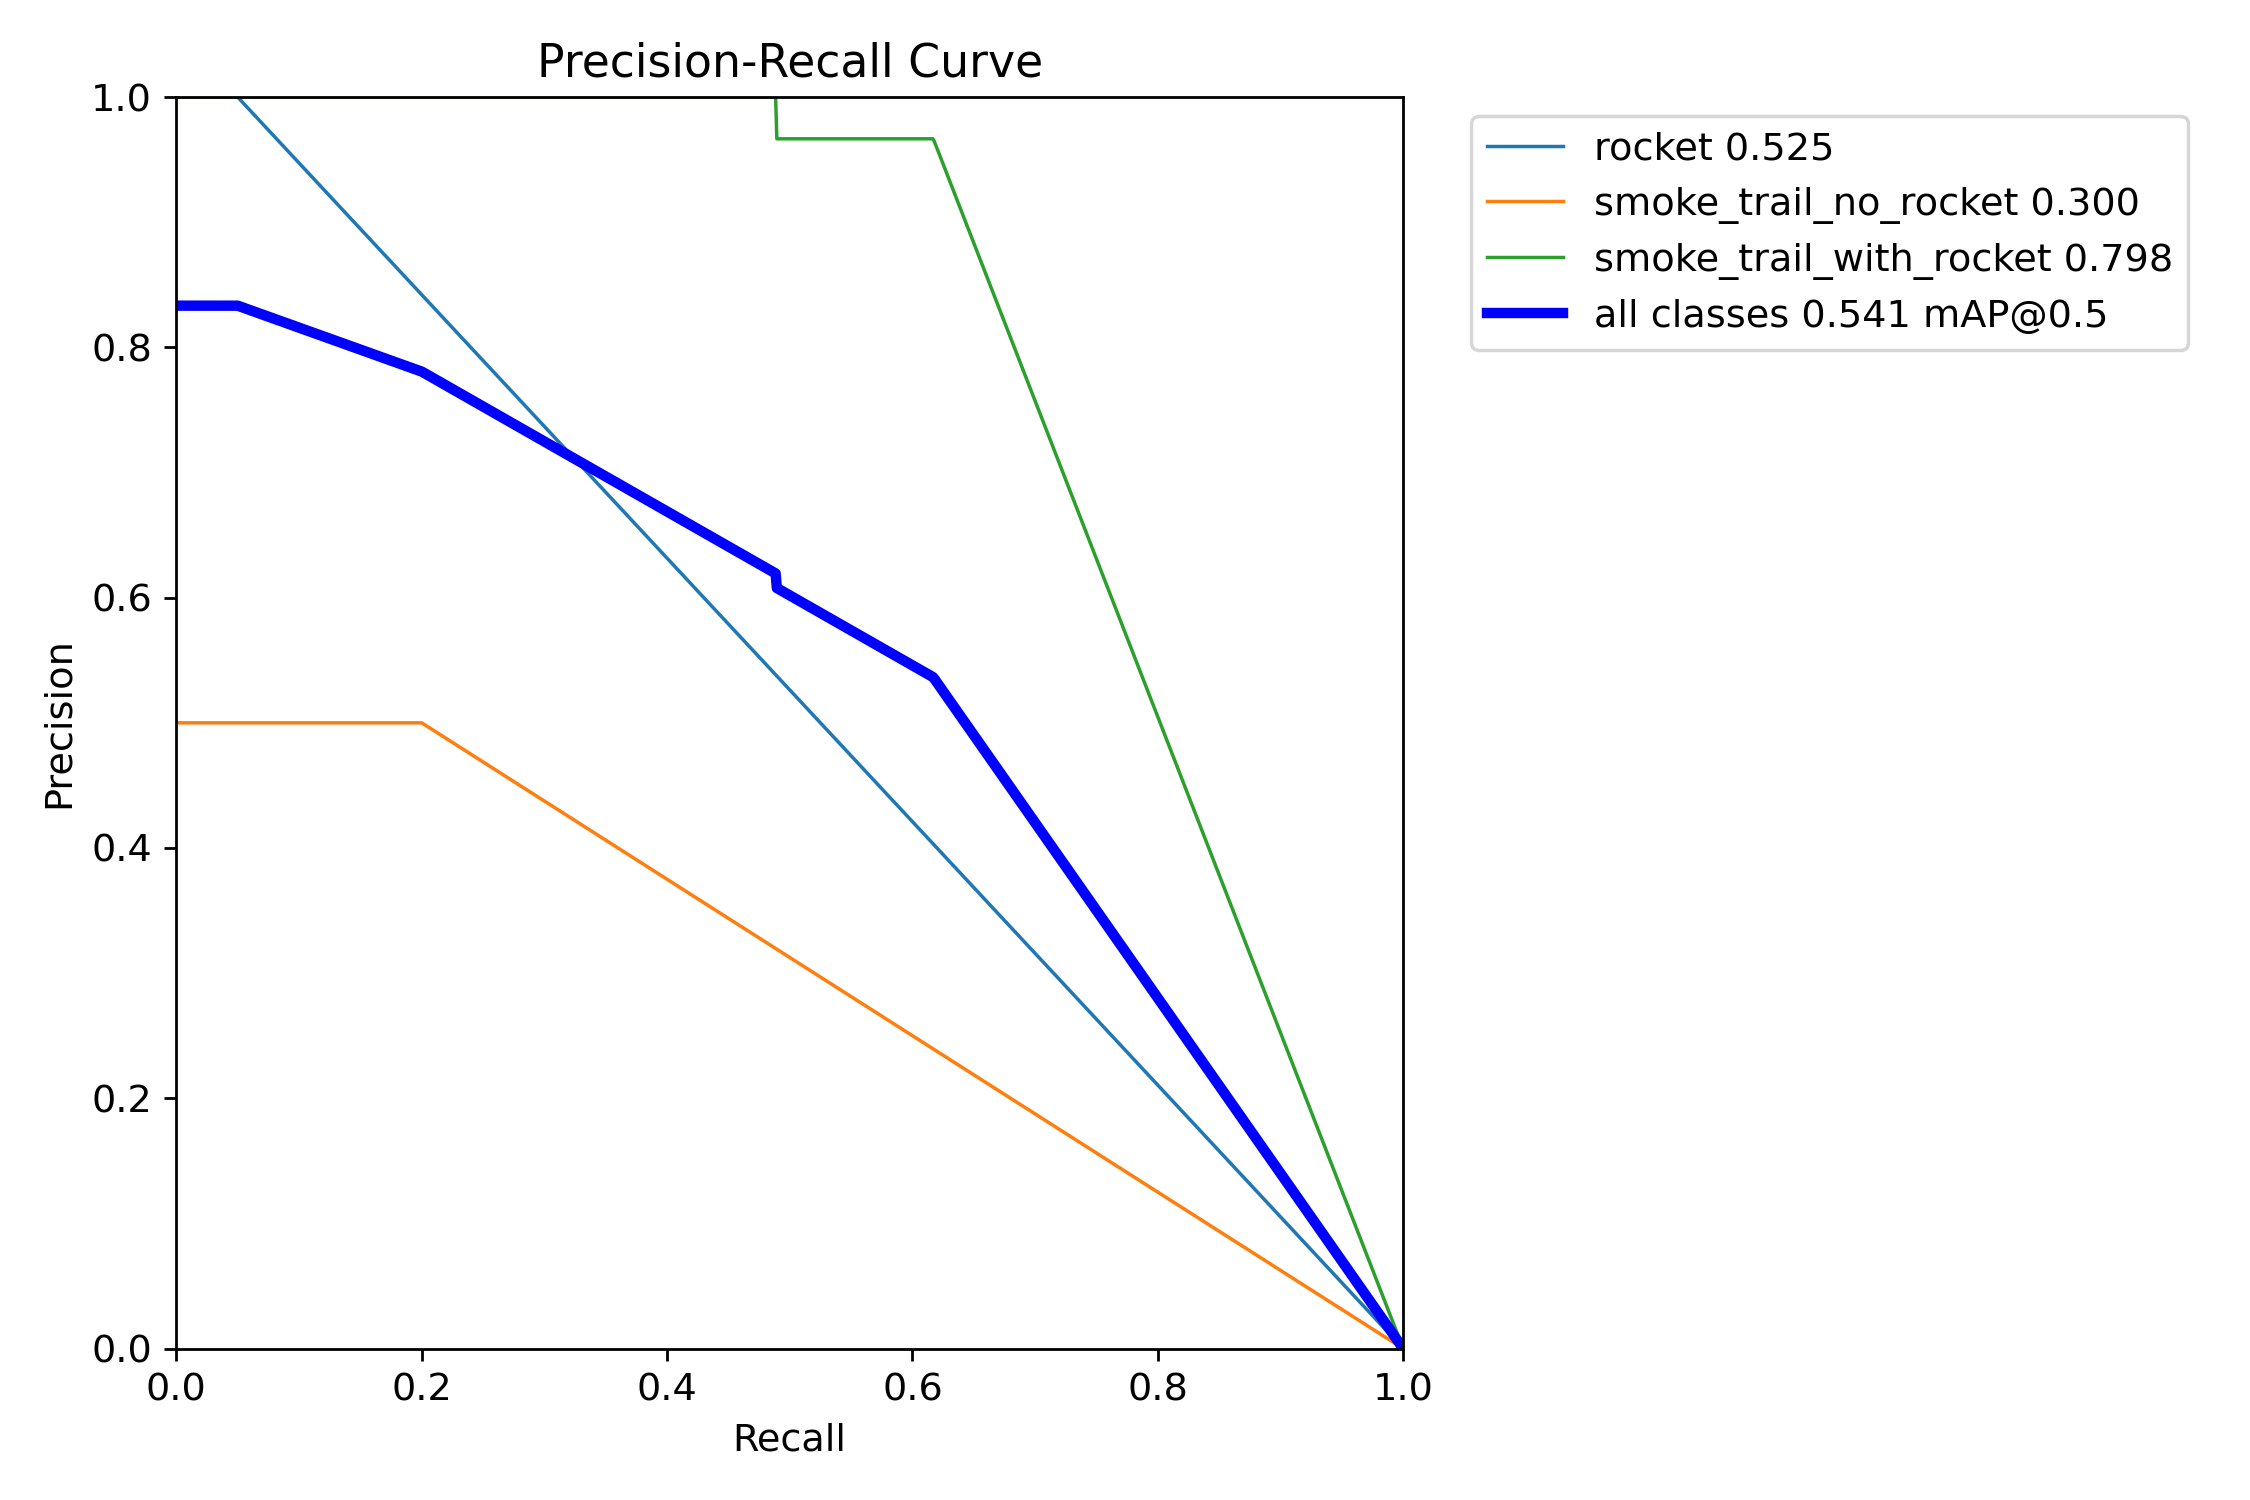 Precision-Recall Curve
1.0
0.8
0.6
0.4
0.2
0.0
Precision
0.0 0.2 0.4 0.6 0.8 1.0
Recall
rocket 0.525
smoke_trail_no_rocket 0.300
smoke_trail_with_rocket 0.798
all classes 0.541 mAP@0.5